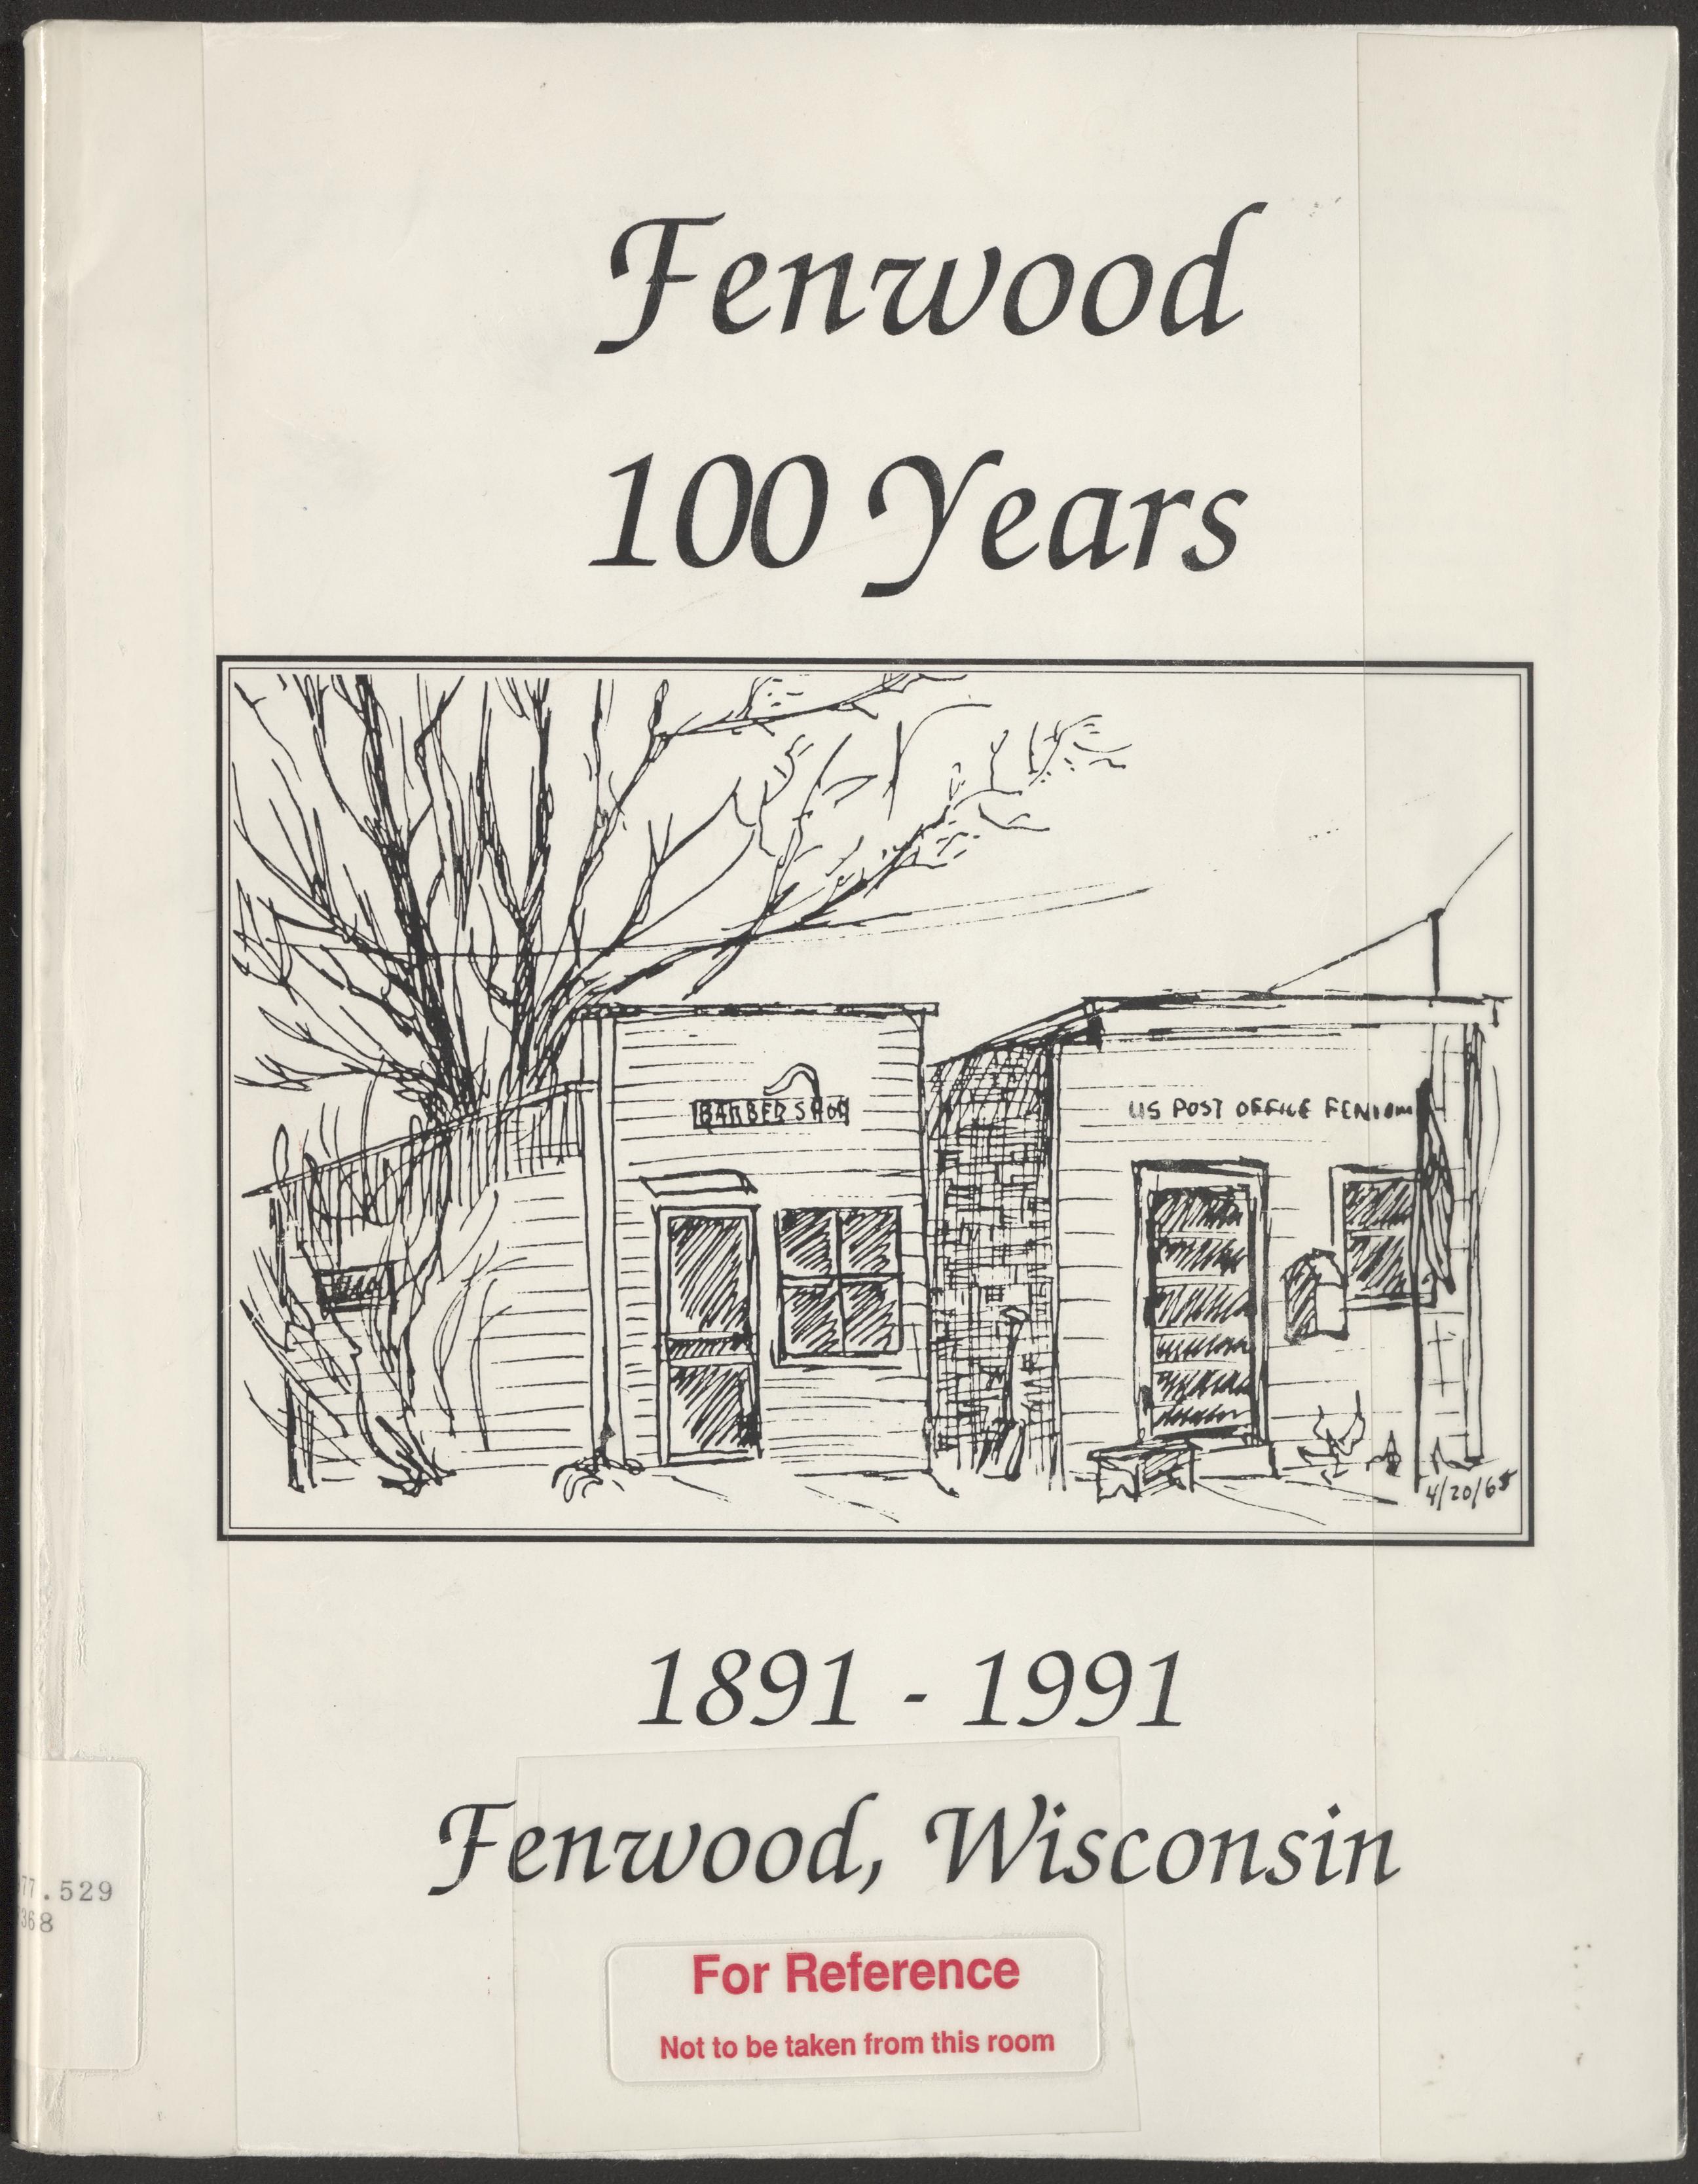 Fenwood
100 Years
BARBER SHOP
US POST OFFICE
4/20/65
1891 - 1991
Fenwood, Wisconsin
77.529
368
For Reference
Not to be taken from this room